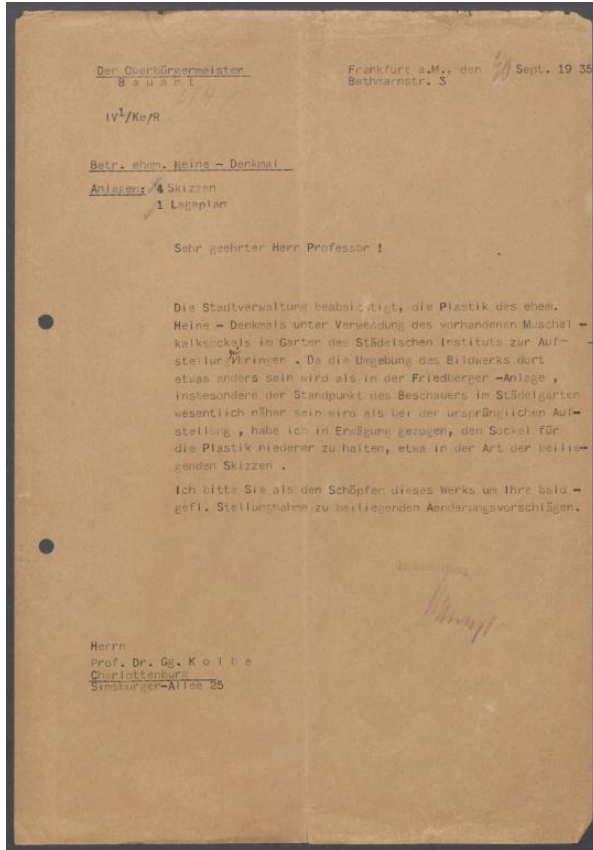 Der Oberbürgermeister
Bauamt
Frankfurt a.M., den 30 Sept. 1935
Bethmannstr. 3
IV1/Ke/R
Betr. ehem. Heine – Denkmal
Anlagen: 4 Skizzen
1 Lageplan
Sehr geehrter Herr Professor !
Die Stadtverwaltung beabsichtigt, die Plastik des ehem.
Heine – Denkmals unter Verwendung des vorhandenen Muschel –
kalksockels im Garten des Städelschen Instituts zur Auf–
stellung bringen . Da die Umgebung des Bildwerks dort
etwas anders sein wird als in der Friedberger –Anlage ,
insbesondere der Standpunkt des Beschauers im Städelgarten
wesentlich näher sein wird als bei der ursprünglichen Auf–
stellung , habe ich in Erwägung gezogen, den Sockel für
die Plastik niederer zu halten, etwa in der Art der beilie–
genden Skizzen .
Ich bitte Sie als den Schöpfer dieses Werks um Ihre bald –
gefl. Stellungnahme zu beiliegenden Aenderungsvorschlägen.
Herrn
Prof. Dr. Gg. K o l b e
Charlottenburg
Simsburger–Allee 25